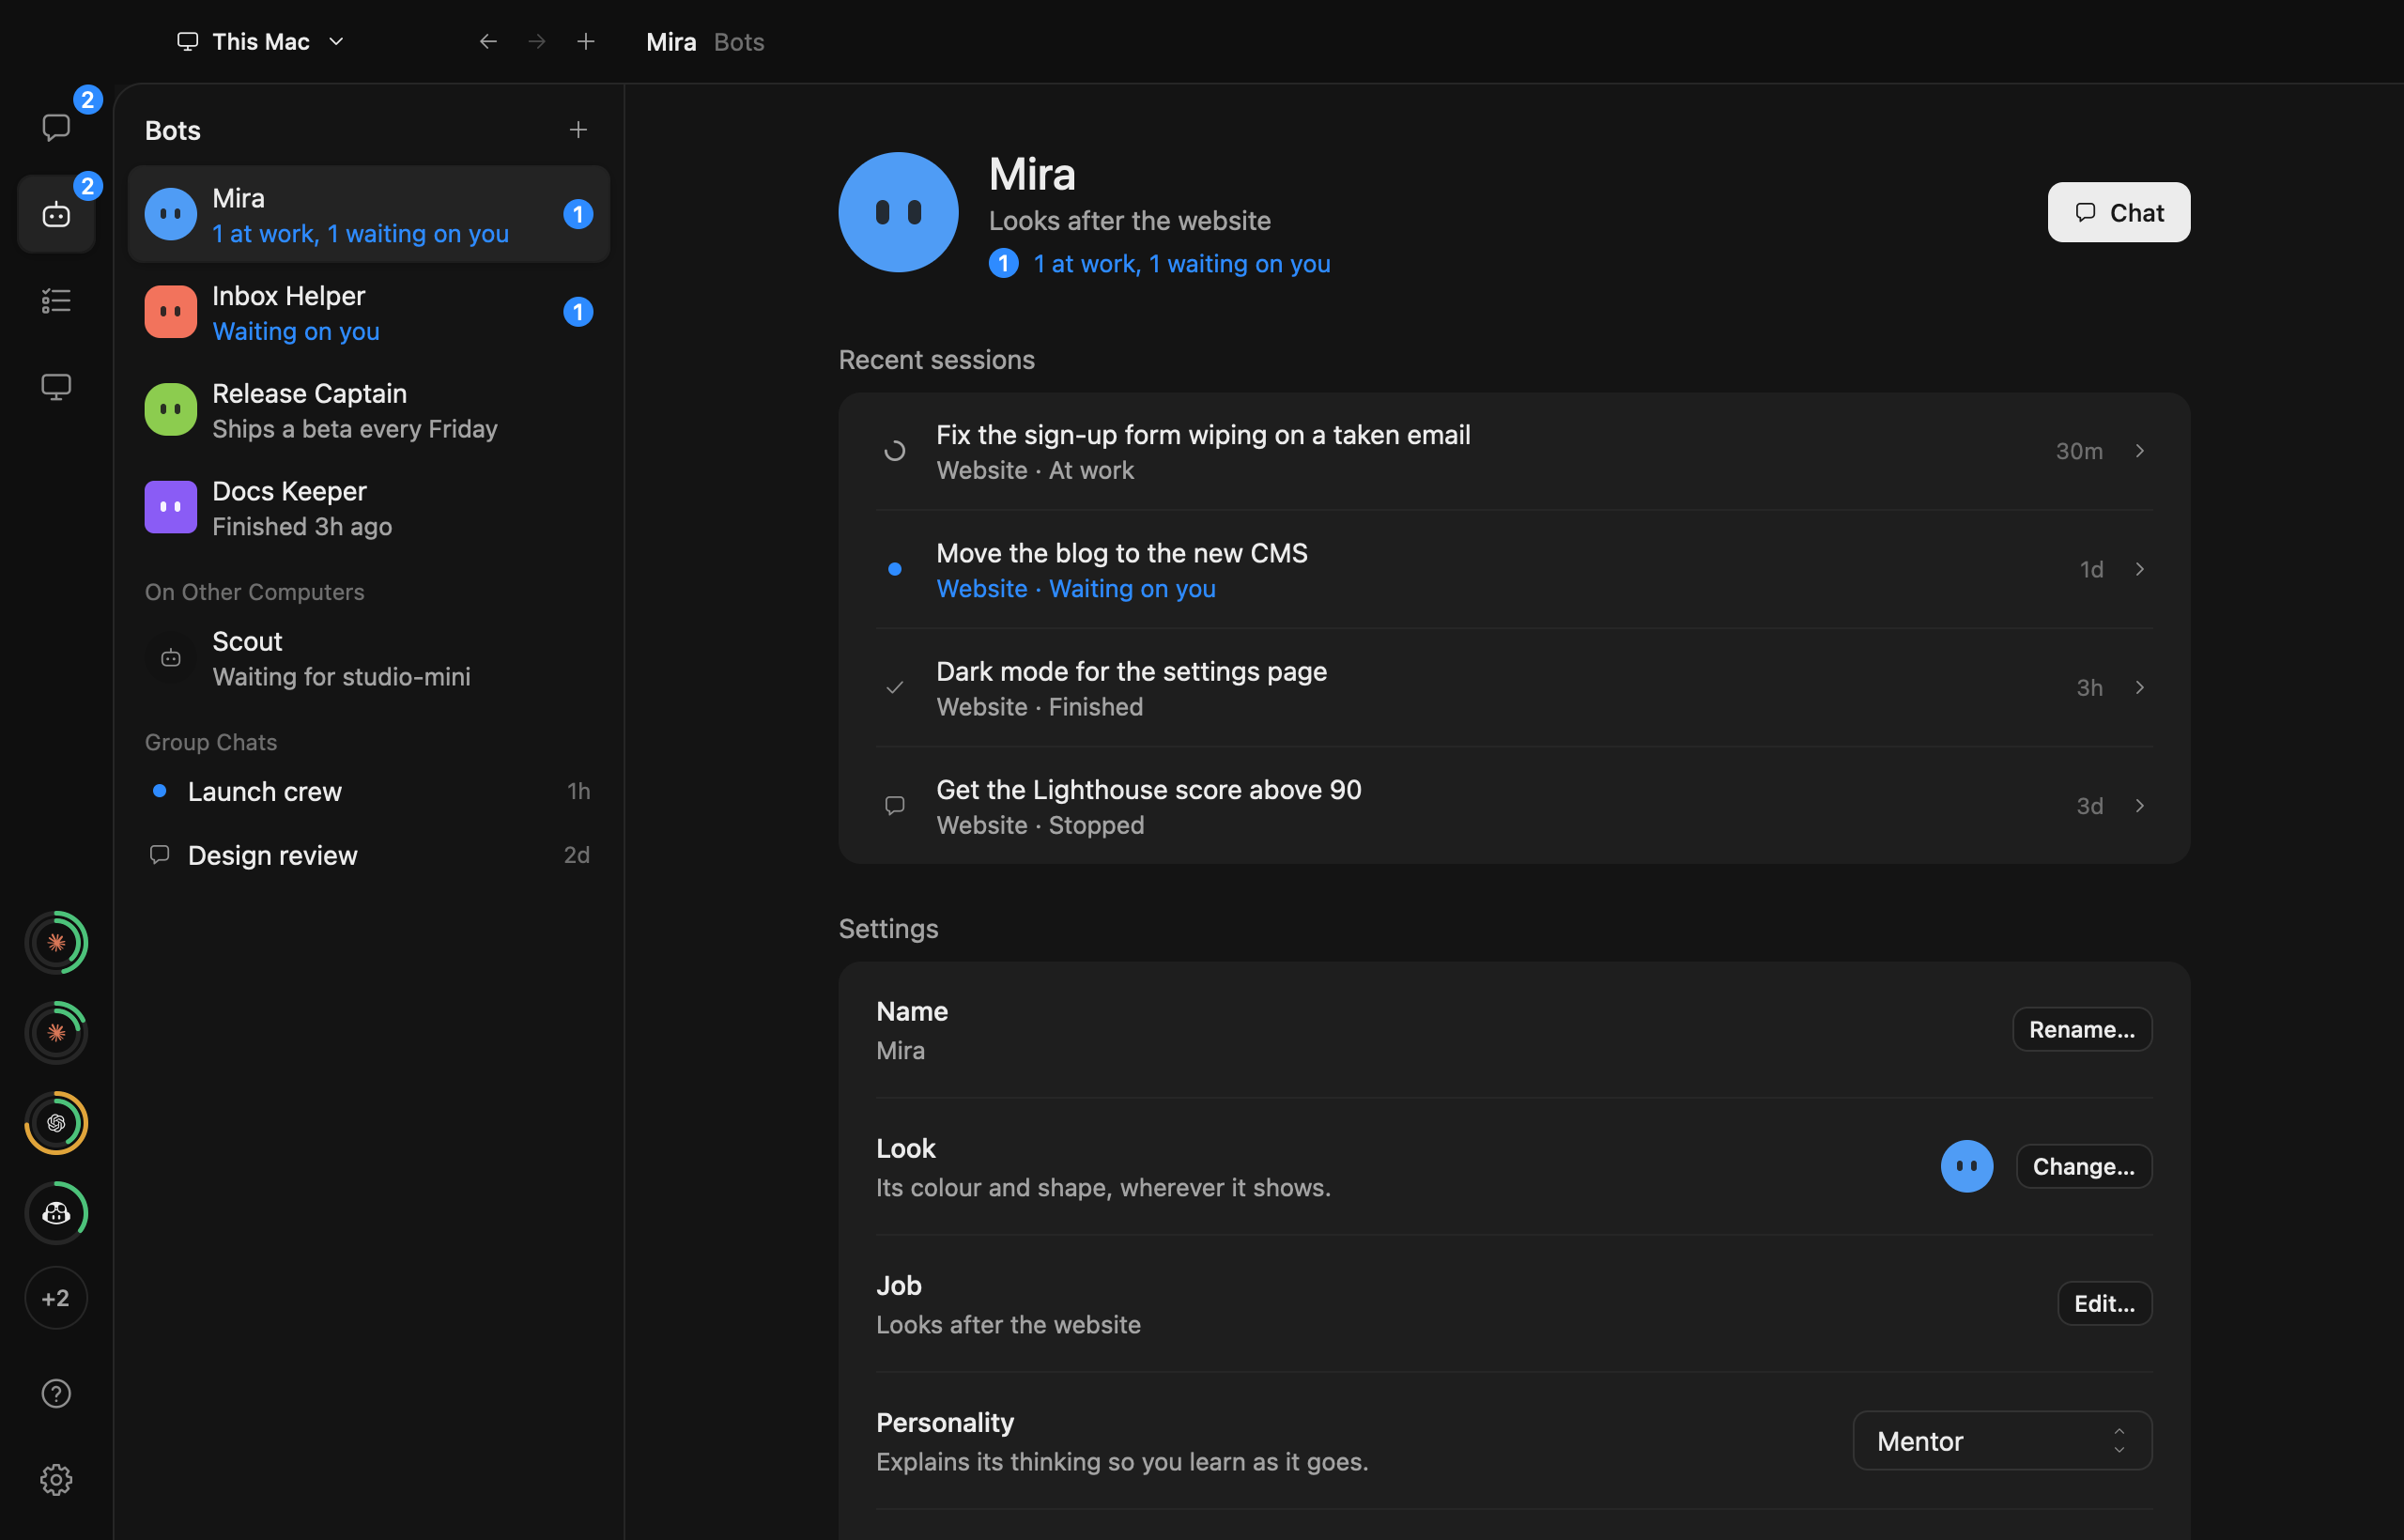 This Mac
Mira Bots
2
2
Bots
Mira
1 at work, 1 waiting on you
1
Inbox Helper
Waiting on you
1
Release Captain
Ships a beta every Friday
Docs Keeper
Finished 3h ago
On Other Computers
Scout
Waiting for studio-mini
Group Chats
Launch crew 1h
Design review 2d
+2
Mira
Looks after the website
1 1 at work, 1 waiting on you
Chat
Recent sessions
Fix the sign-up form wiping on a taken email
Website · At work
30m
Move the blog to the new CMS
Website · Waiting on you
1d
Dark mode for the settings page
Website · Finished
3h
Get the Lighthouse score above 90
Website · Stopped
3d
Settings
Name
Mira
Rename...
Look
Its colour and shape, wherever it shows.
Change...
Job
Looks after the website
Edit...
Personality
Explains its thinking so you learn as it goes.
Mentor